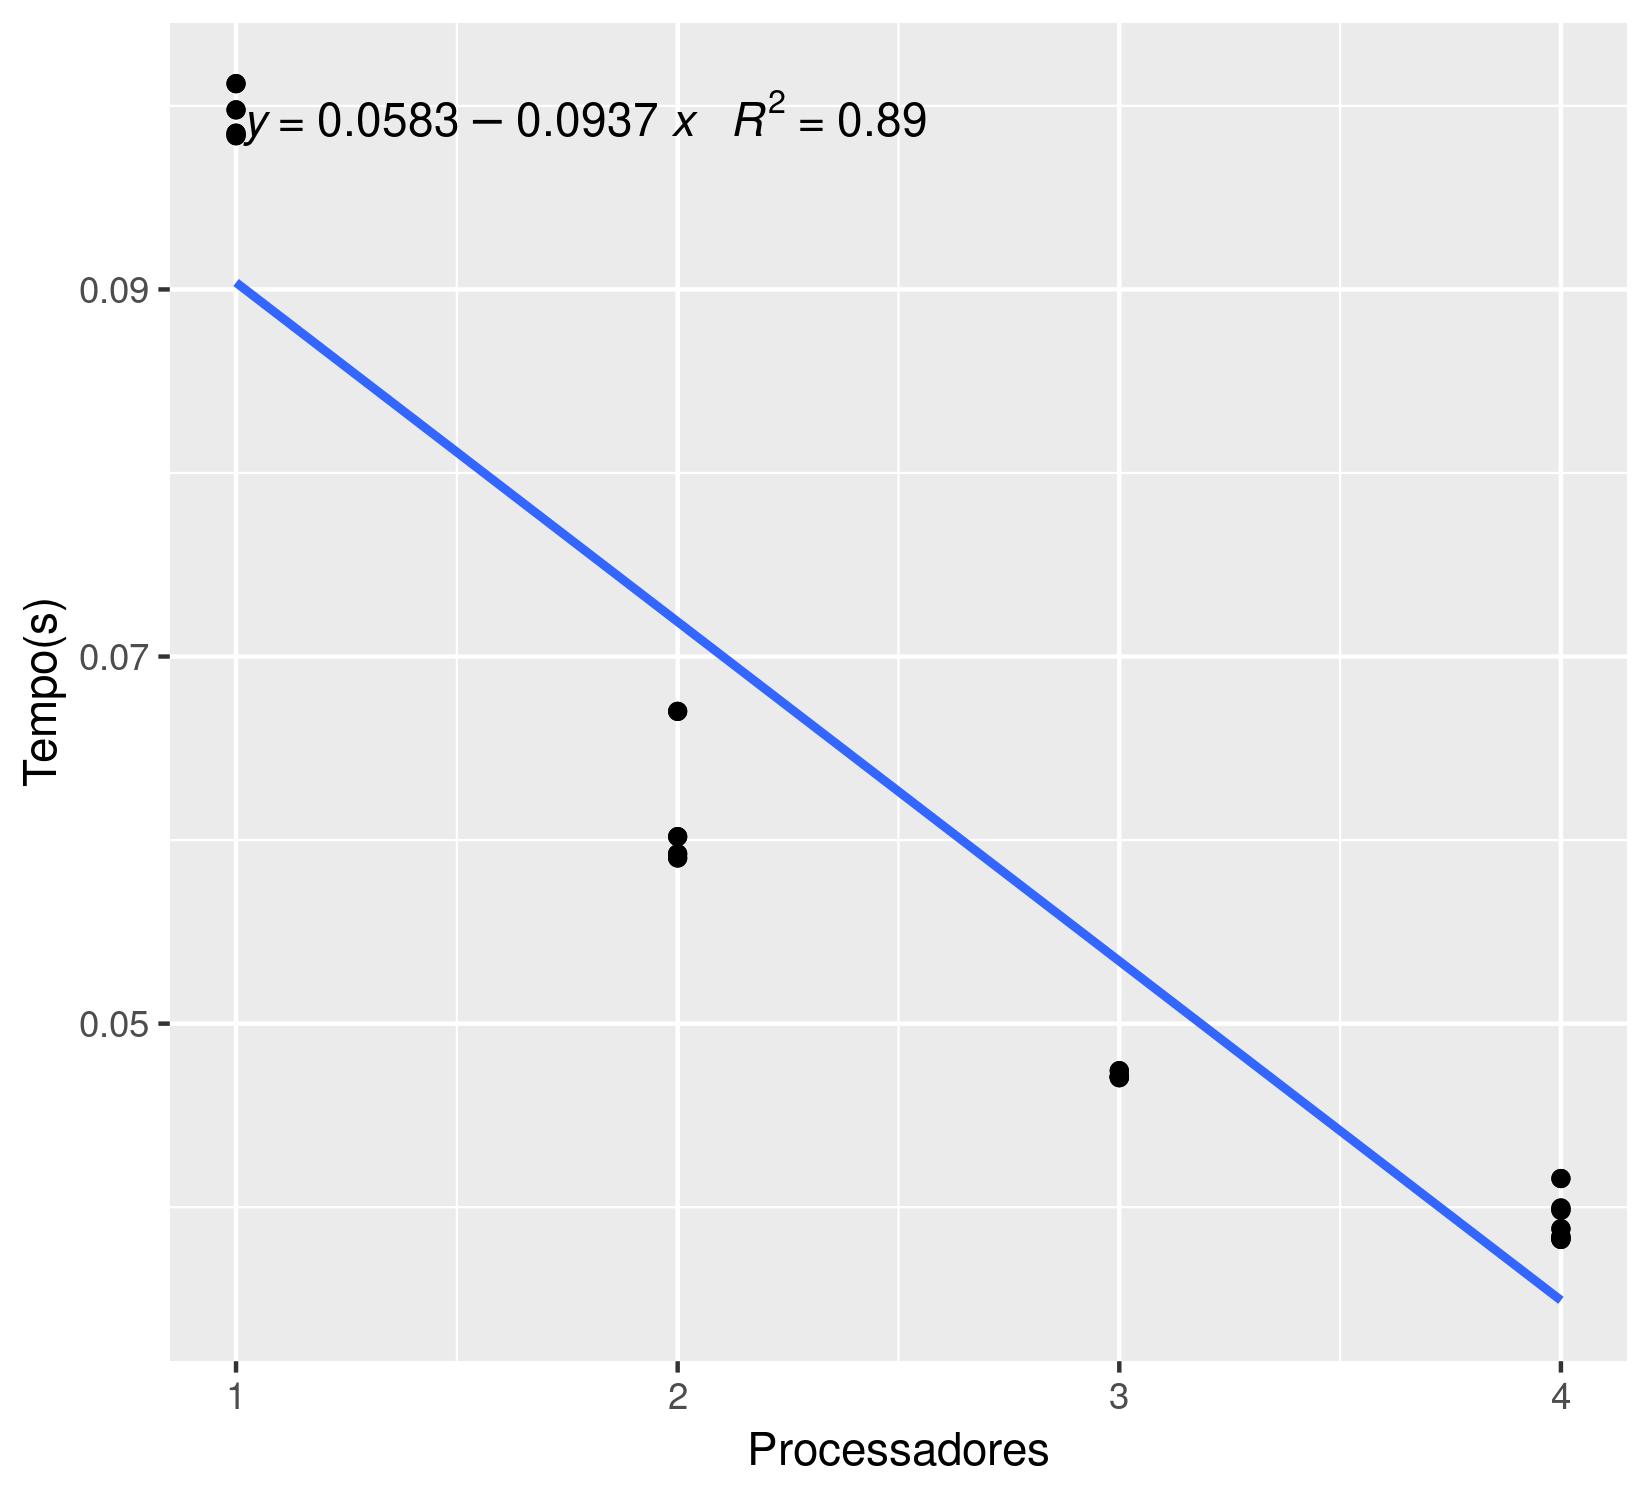 y = 0.0583 − 0.0937 x R² = 0.89
0.09
0.07
0.05
Tempo(s)
1 2 3 4
Processadores